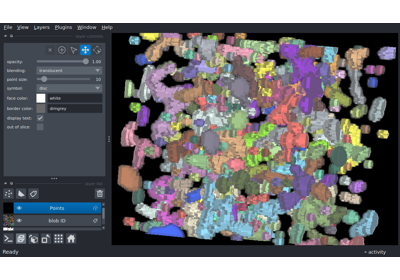 File View Layers Plugins Window Help
opacity: 1.00
blending: translucent
point size: 10
symbol: disc
face color: white
border color: dimgrey
display text: ✓
out of slice:
Points
blob ID
Ready activity